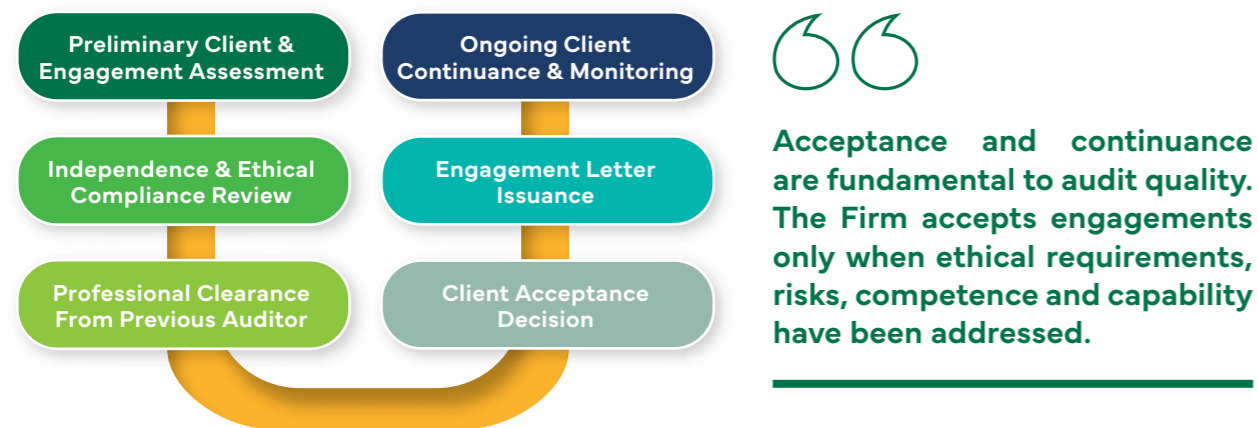 Preliminary Client &
Engagement Assessment
Independence & Ethical
Compliance Review
Professional Clearance
From Previous Auditor
Client Acceptance
Decision
Engagement Letter
Issuance
Ongoing Client
Continuance & Monitoring
Acceptance and continuance
are fundamental to audit quality.
The Firm accepts engagements
only when ethical requirements,
risks, competence and capability
have been addressed.